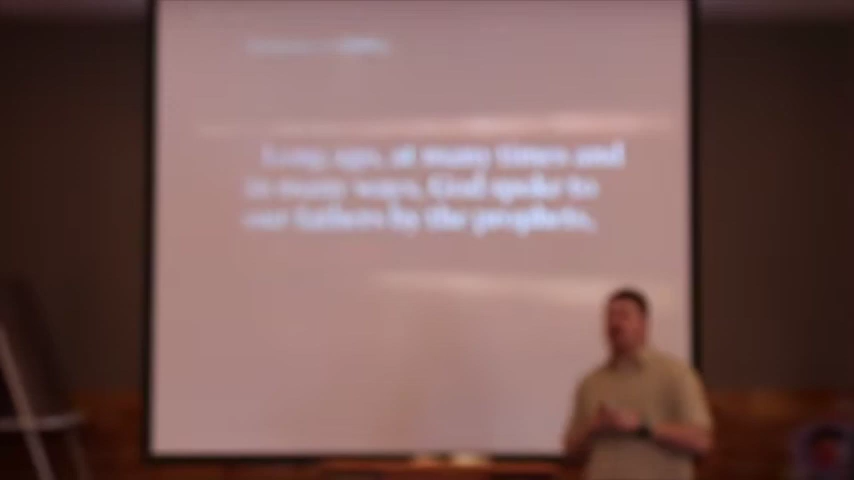 Long ago, at many times and
in many ways, God spoke to
our fathers by the prophets,